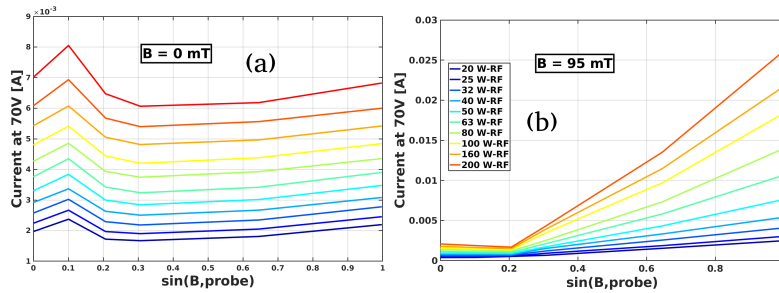 ×10⁻³
9
8
7
6
5
4
3
2
1
Current at 70V [A]
B = 0 mT
(a)
0 0.1 0.2 0.3 0.4 0.5 0.6 0.7 0.8 0.9 1
sin(B,probe)
0.03
0.025
0.02
0.015
0.01
0.005
0
Current at 70V [A]
B = 95 mT
(b)
20 W-RF
25 W-RF
32 W-RF
40 W-RF
50 W-RF
63 W-RF
80 W-RF
100 W-RF
160 W-RF
200 W-RF
0 0.2 0.4 0.6 0.8
sin(B,probe)